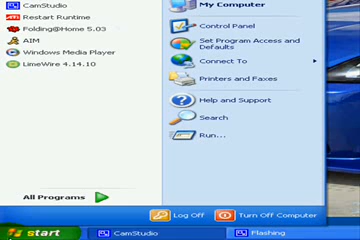 CamStudio
My Computer
Restart Runtime
Control Panel
Folding@Home 5.03
Set Program Access and
Defaults
AIM
Windows Media Player
Connect To
LimeWire 4.14.10
Printers and Faxes
Help and Support
Search
Run...
All Programs
Log Off
Turn Off Computer
start
CamStudio
Flashing